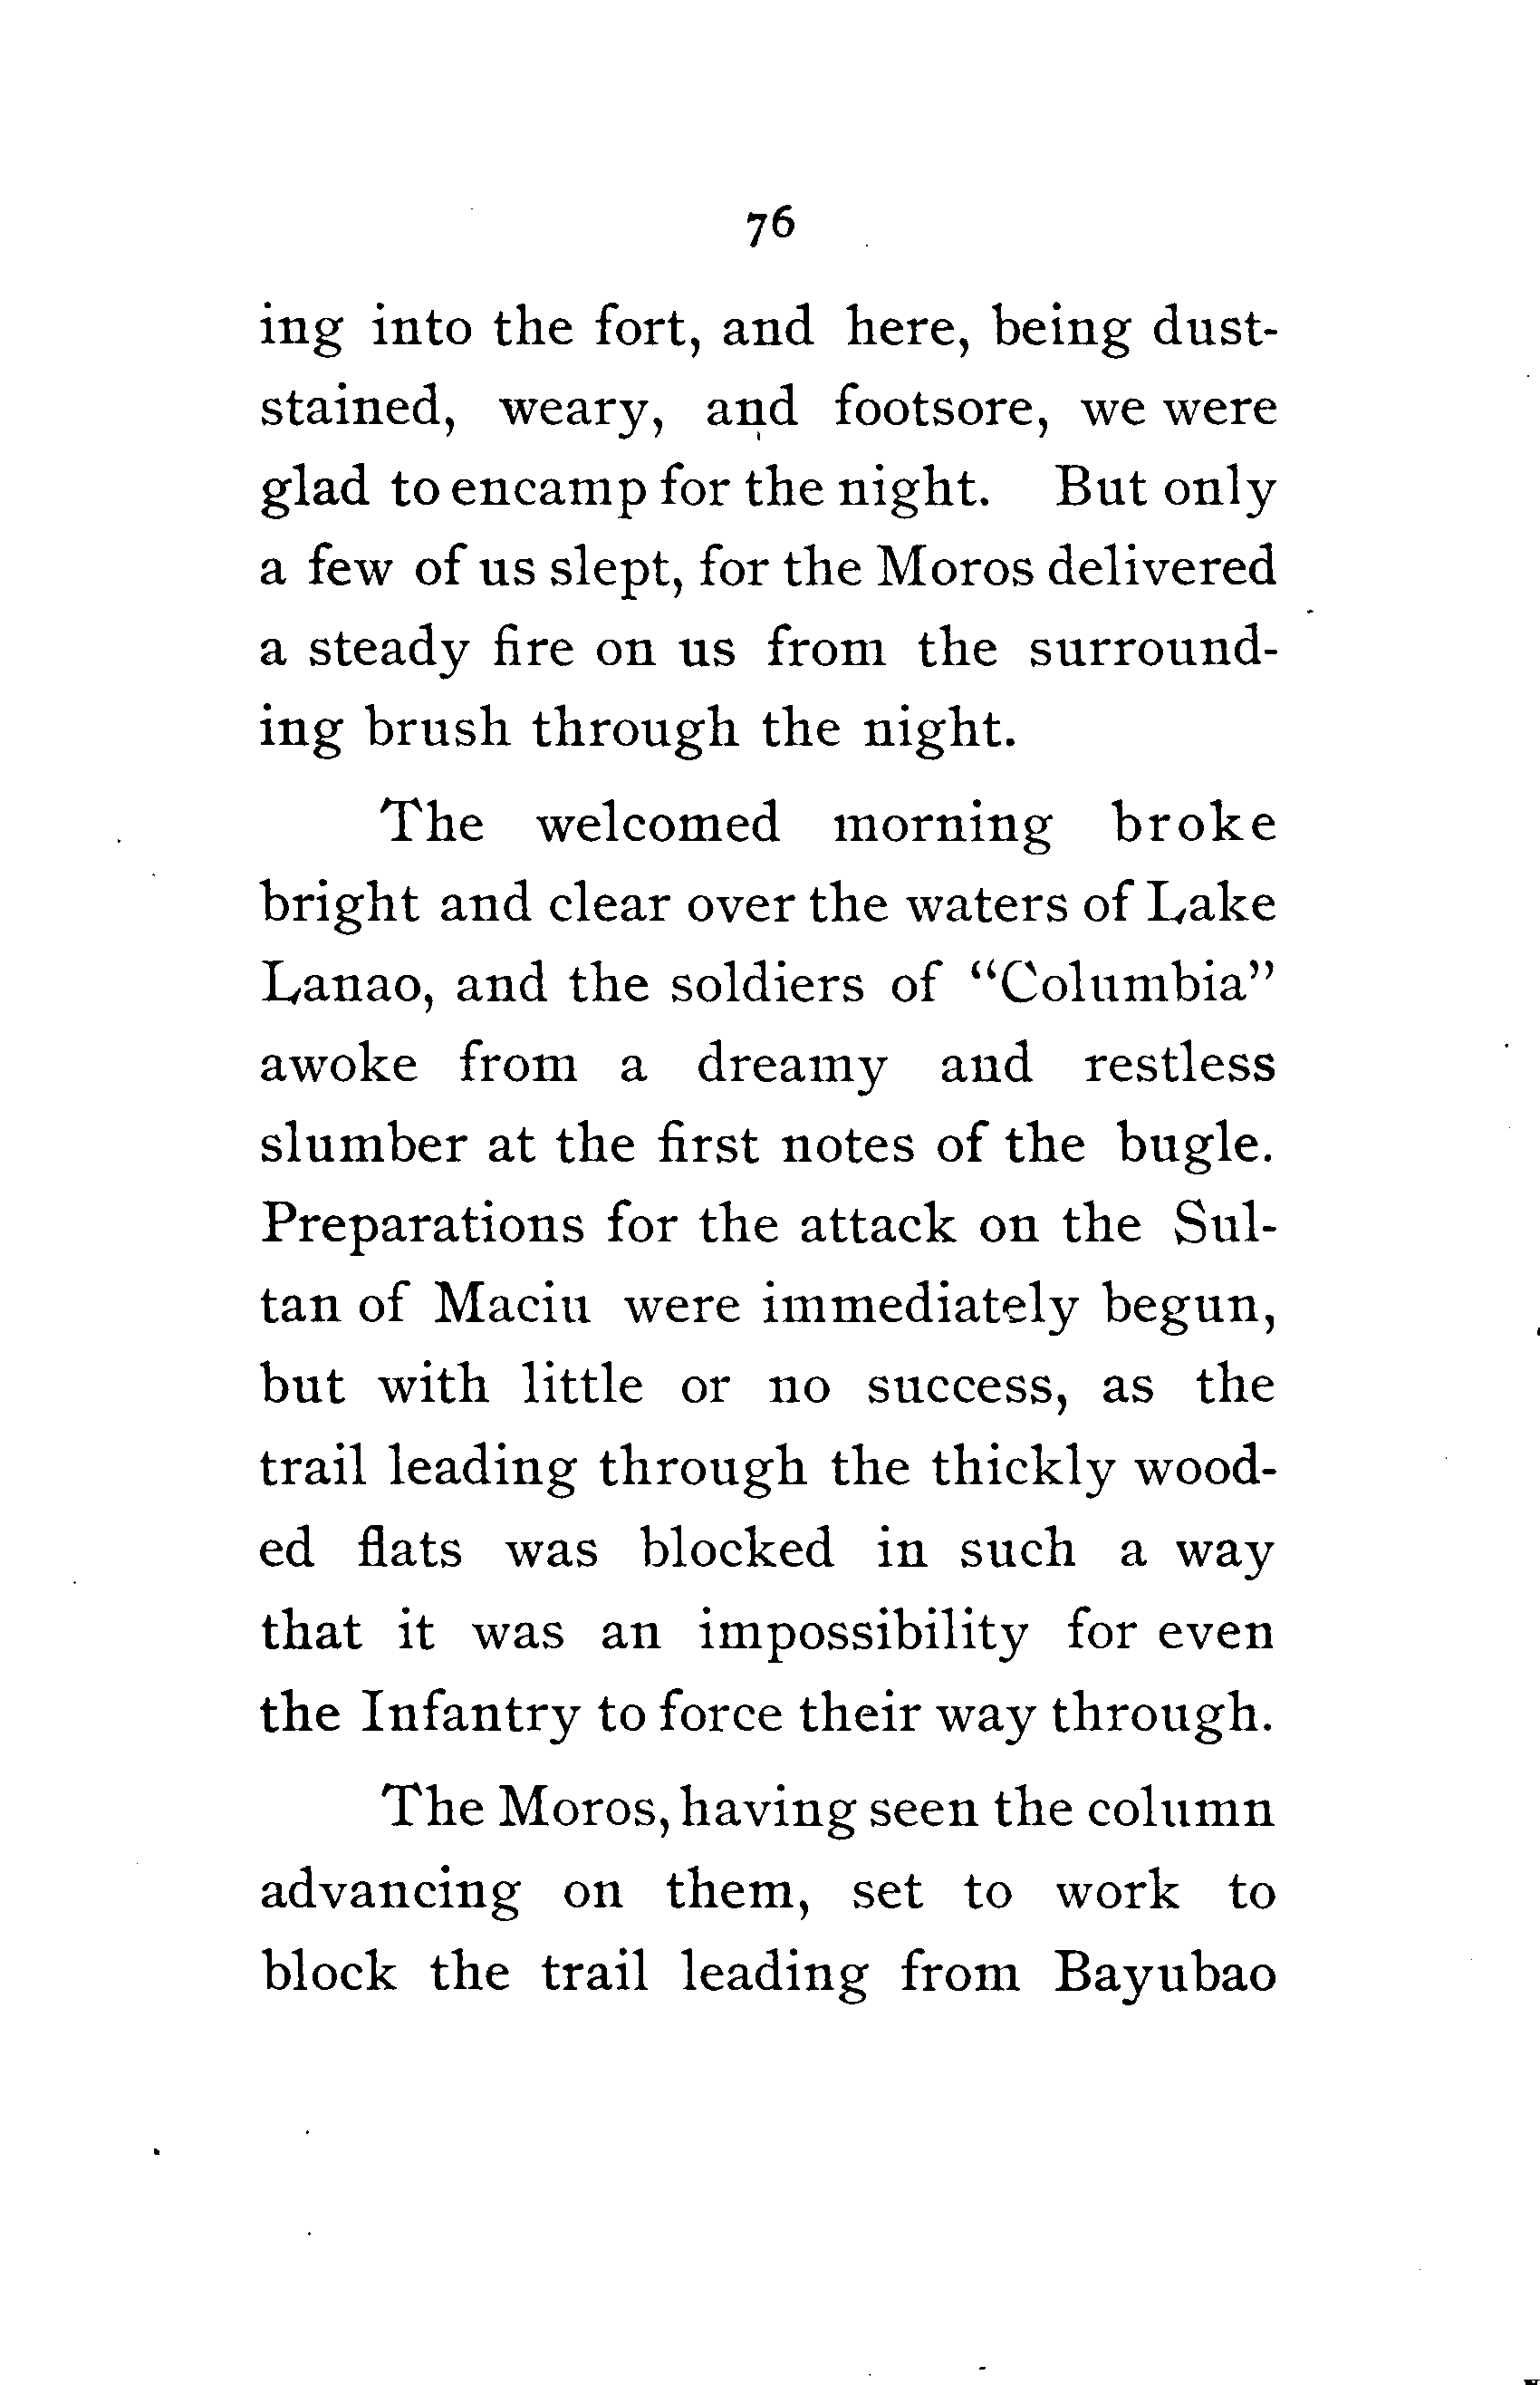 76
ing into the fort, and here, being dust-
stained, weary, and footsore, we were
glad to encamp for the night. But only
a few of us slept, for the Moros delivered
a steady fire on us from the surround-
ing brush through the night.
The welcomed morning broke
bright and clear over the waters of Lake
Lanao, and the soldiers of "Columbia"
awoke from a dreamy and restless
slumber at the first notes of the bugle.
Preparations for the attack on the Sul-
tan of Maciu were immediately begun,
but with little or no success, as the
trail leading through the thickly wood-
ed flats was blocked in such a way
that it was an impossibility for even
the Infantry to force their way through.
The Moros, having seen the column
advancing on them, set to work to
block the trail leading from Bayubao